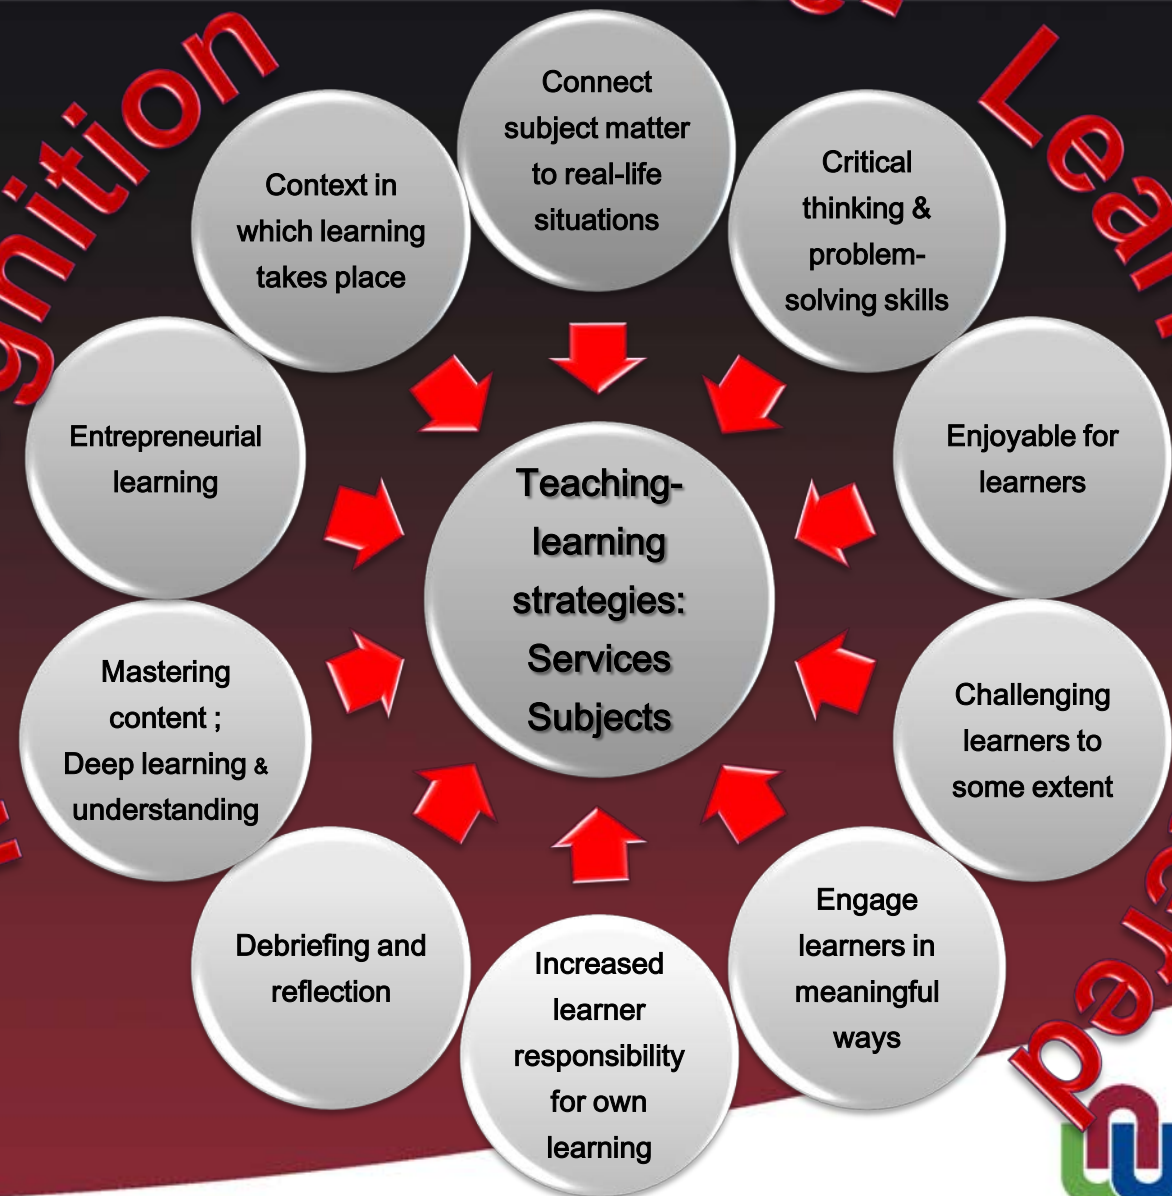 Connect
subject matter
to real-life
situations
Critical
thinking &
problem-
solving skills
Enjoyable for
learners
Challenging
learners to
some extent
Engage
learners in
meaningful
ways
Increased
learner
responsibility
for own
learning
Debriefing and
reflection
Mastering
content ;
Deep learning &
understanding
Entrepreneurial
learning
Context in
which learning
takes place
Teaching-
learning
strategies:
Services
Subjects